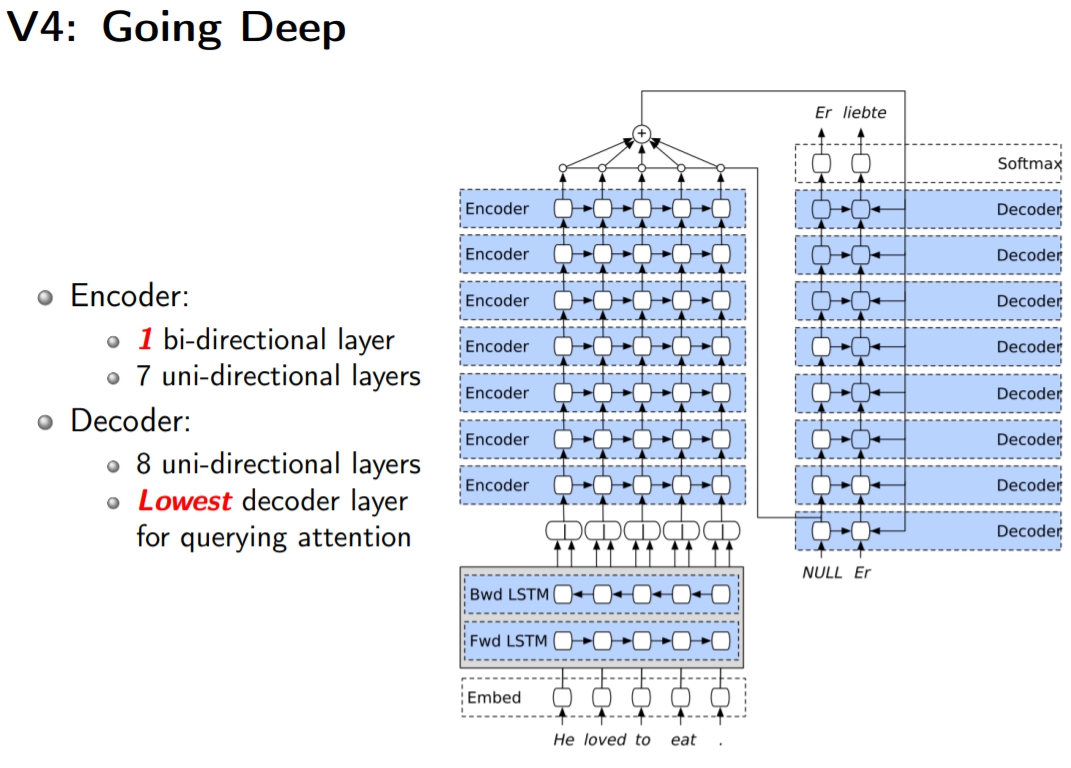 V4: Going Deep
Encoder:
1 bi-directional layer
7 uni-directional layers
Decoder:
8 uni-directional layers
Lowest decoder layer
for querying attention
+
Encoder
Encoder
Encoder
Encoder
Encoder
Encoder
Encoder
Bwd LSTM
Fwd LSTM
Embed
He loved to eat .
Er liebte
Softmax
Decoder
Decoder
Decoder
Decoder
Decoder
Decoder
Decoder
Decoder
NULL Er